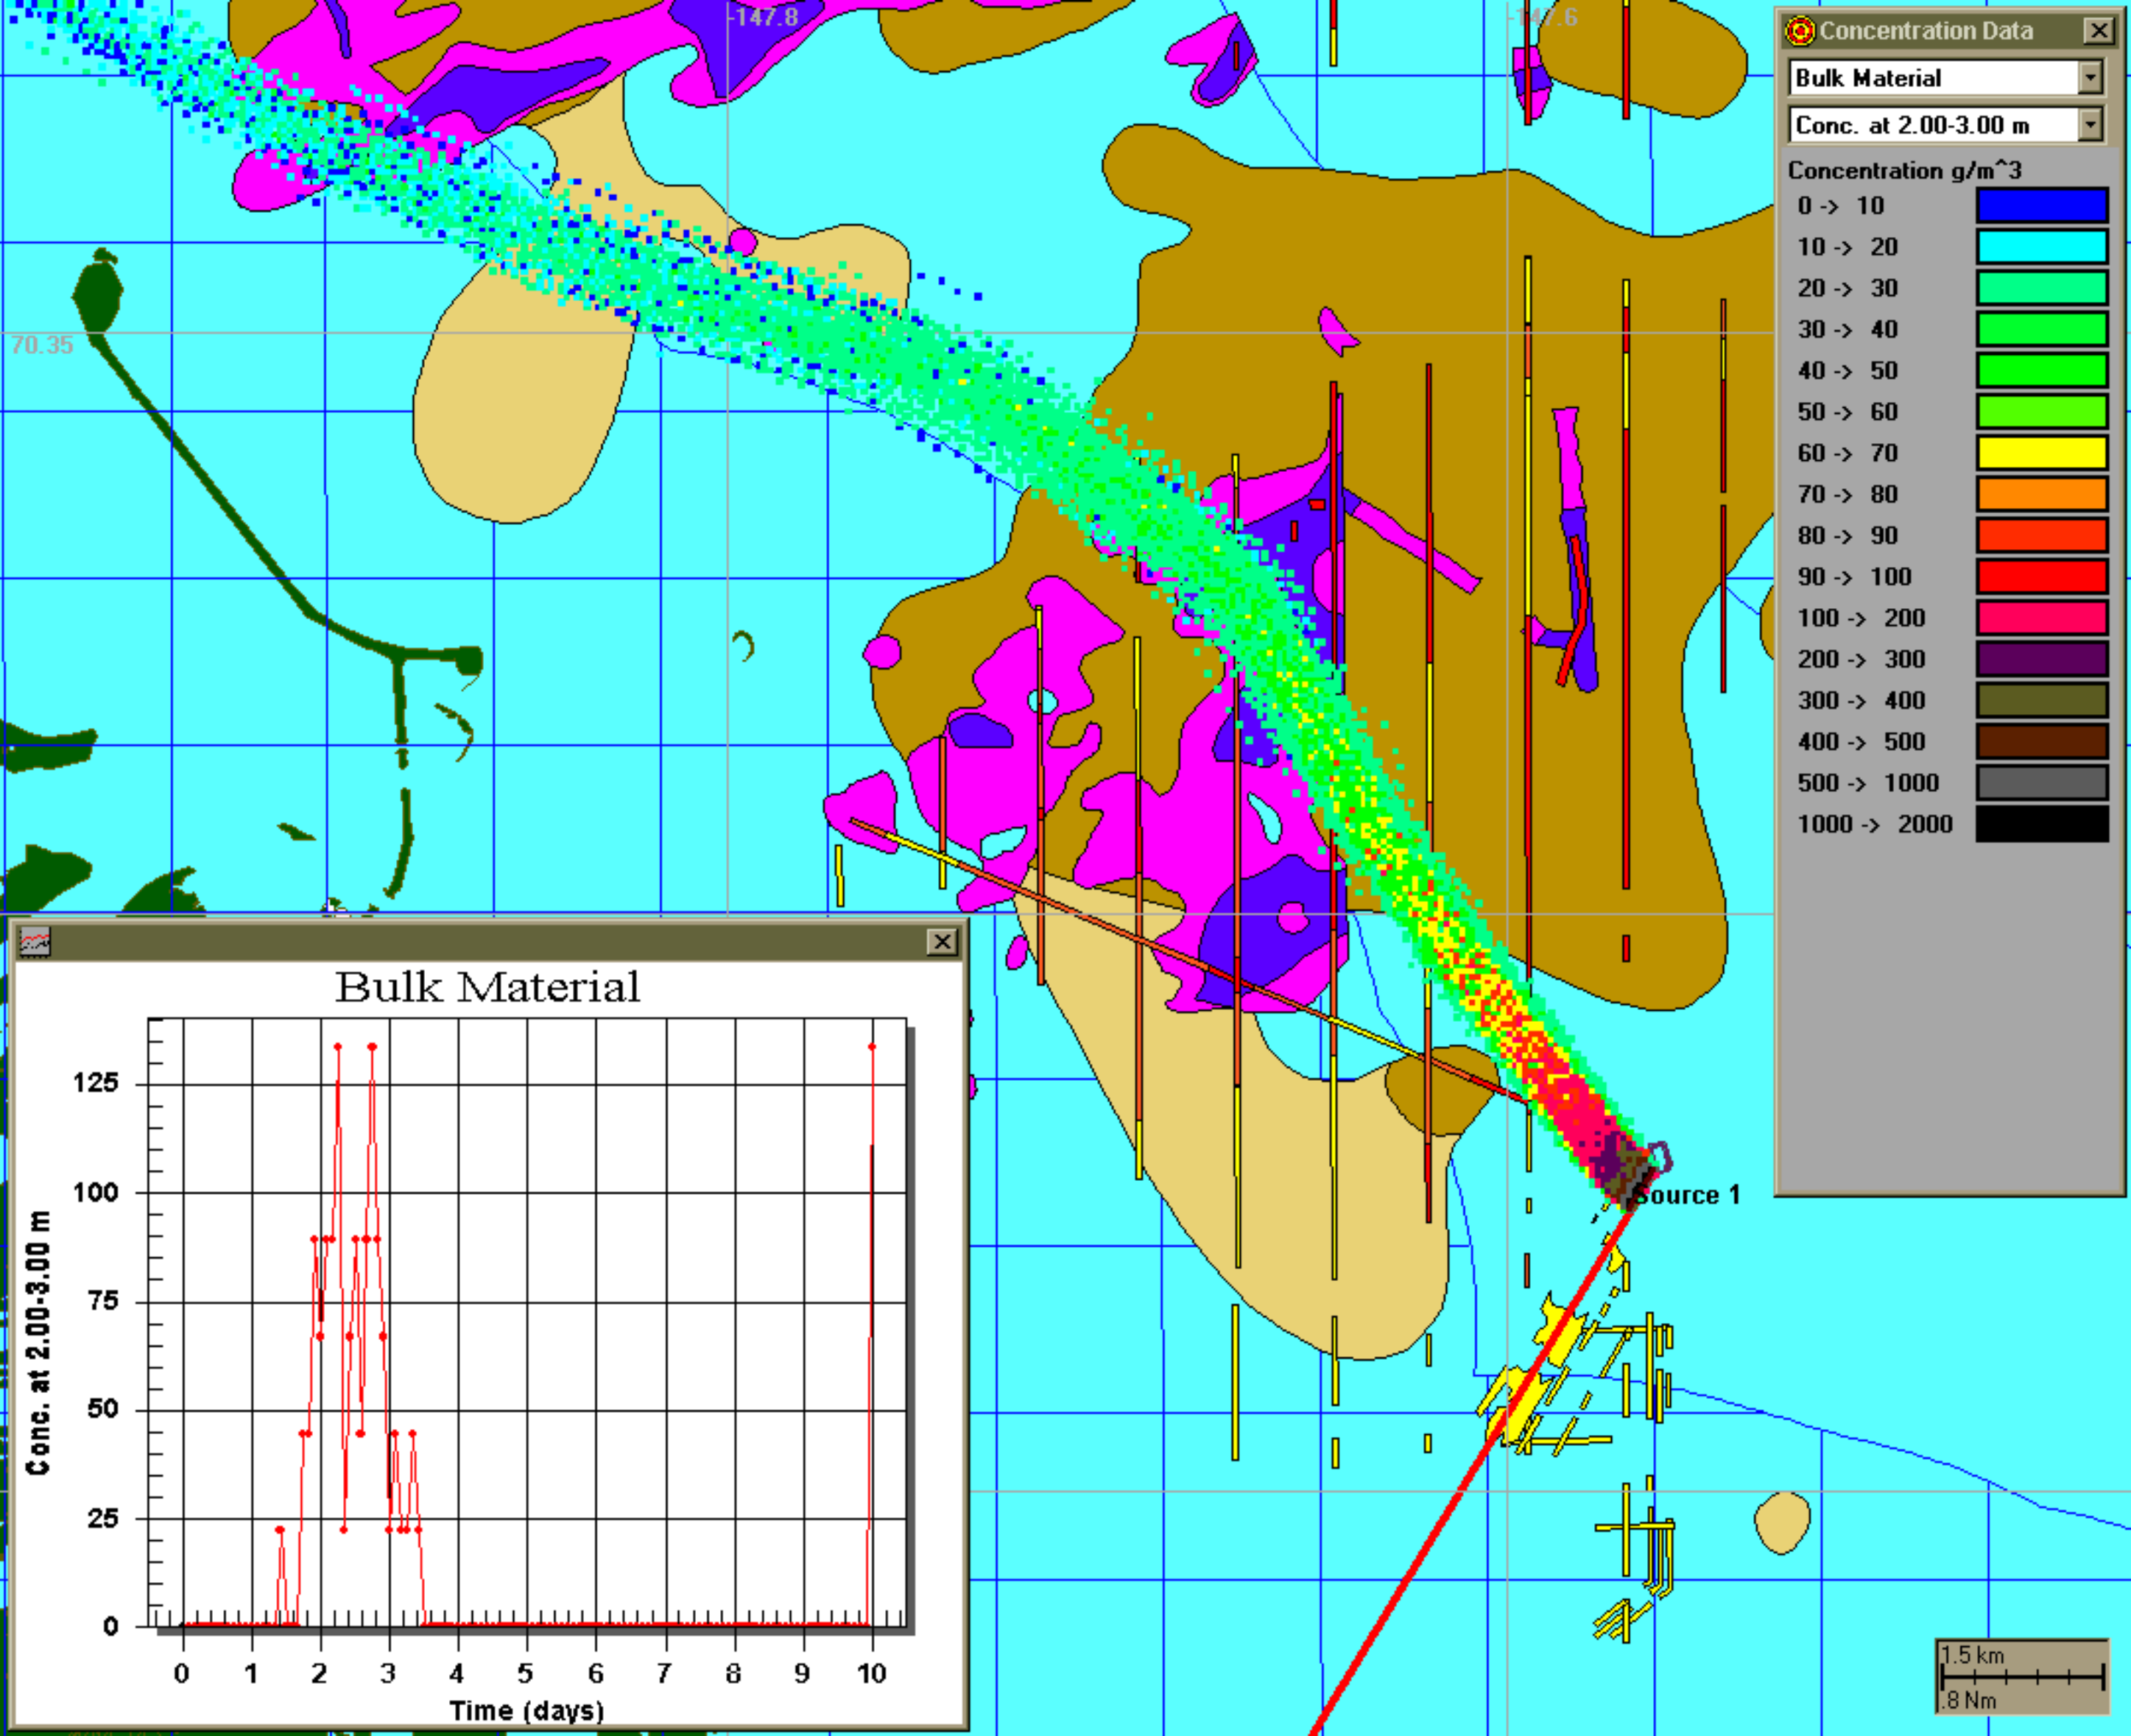 -147.8
-147.6
70.35
Concentration Data
Bulk Material
Conc. at 2.00-3.00 m
Concentration g/m^3
0 -> 10
10 -> 20
20 -> 30
30 -> 40
40 -> 50
50 -> 60
60 -> 70
70 -> 80
80 -> 90
90 -> 100
100 -> 200
200 -> 300
300 -> 400
400 -> 500
500 -> 1000
1000 -> 2000
Source 1
Bulk Material
Conc. at 2.00-3.00 m
125
100
75
50
25
0
0 1 2 3 4 5 6 7 8 9 10
Time (days)
1.5 km
.8 Nm